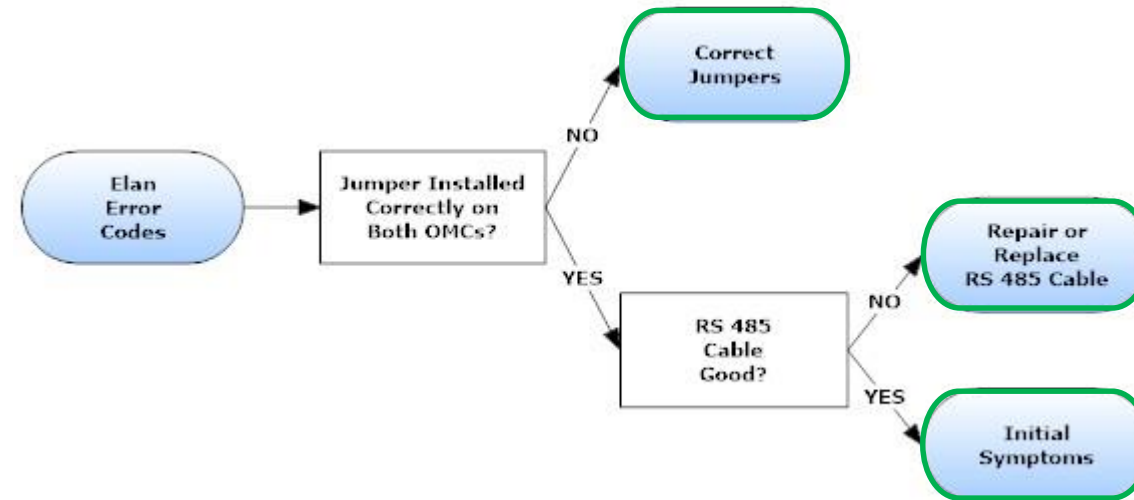 Correct
Jumpers
NO
Elan
Error
Codes
Jumper Installed
Correctly on
Both OMCs?
YES
Repair or
Replace
RS 485 Cable
NO
RS 485
Cable
Good?
YES
Initial
Symptoms